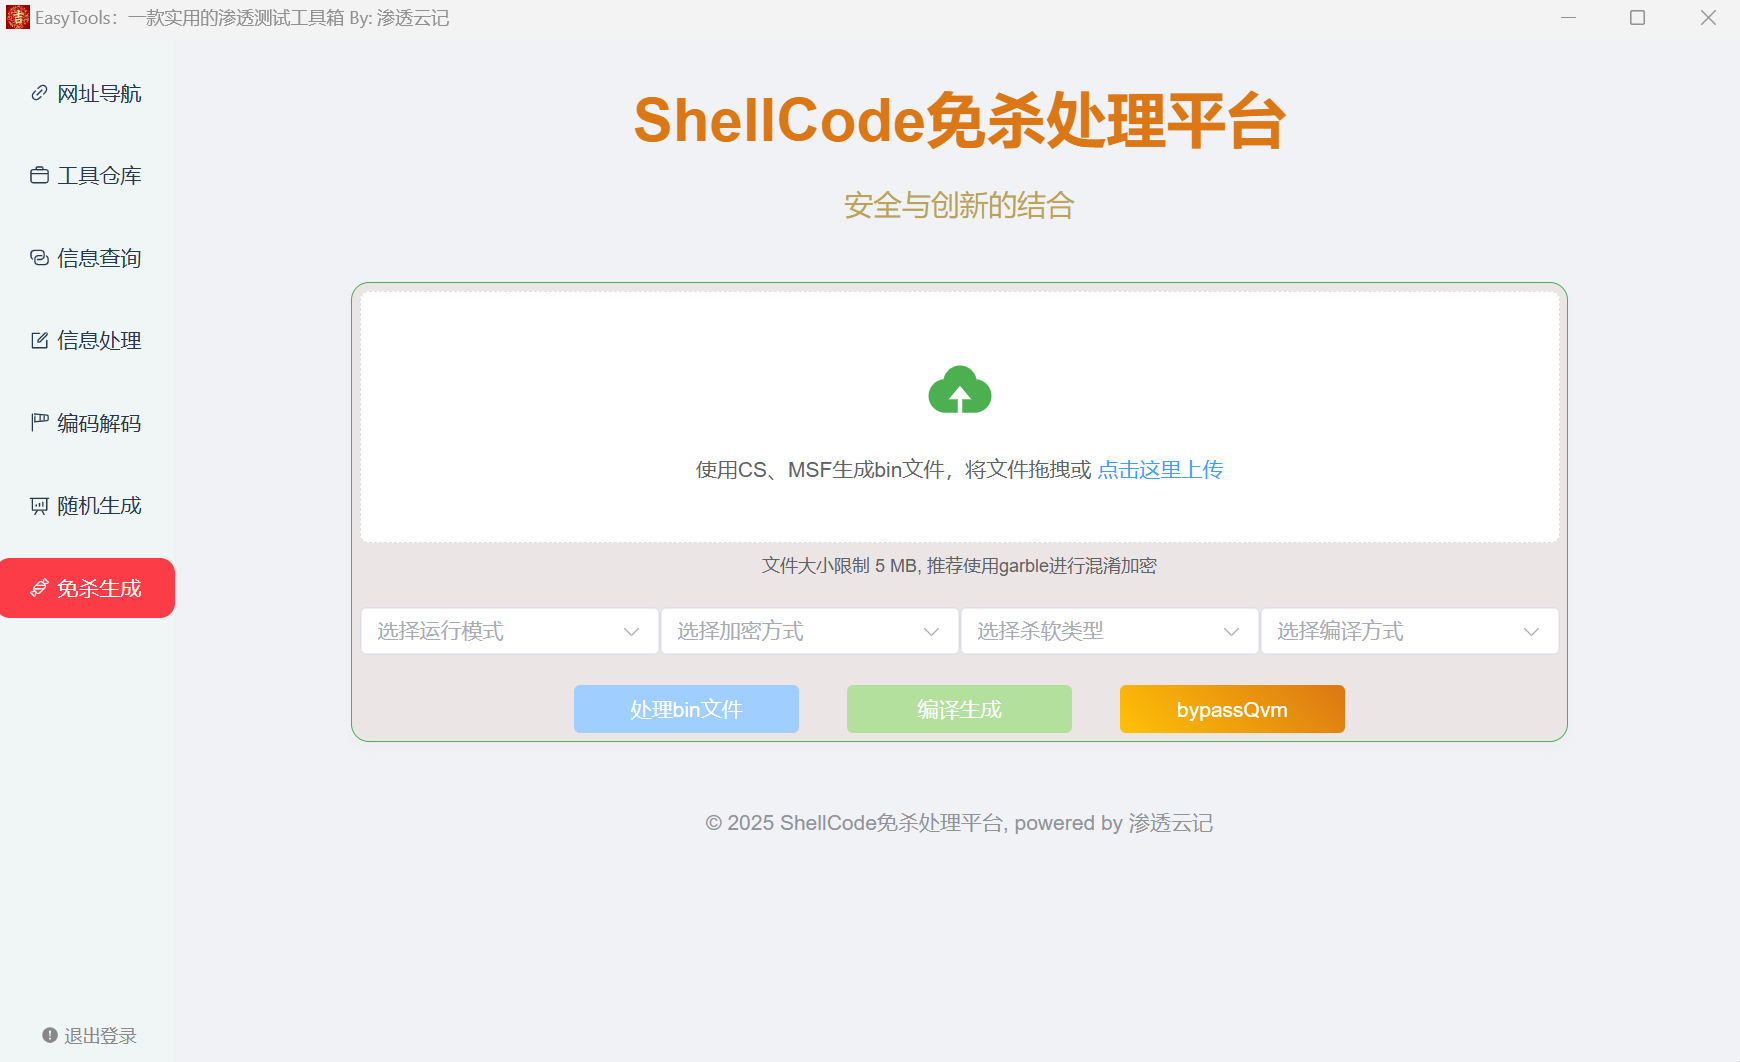 EasyTools：一款实用的渗透测试工具箱 By: 渗透云记
网址导航
工具仓库
信息查询
信息处理
编码解码
随机生成
免杀生成
退出登录
ShellCode免杀处理平台
安全与创新的结合
使用CS、MSF生成bin文件，将文件拖拽或 点击这里上传
文件大小限制 5 MB, 推荐使用garble进行混淆加密
选择运行模式 选择加密方式 选择杀软类型 选择编译方式
处理bin文件 编译生成 bypassQvm
© 2025 ShellCode免杀处理平台, powered by 渗透云记